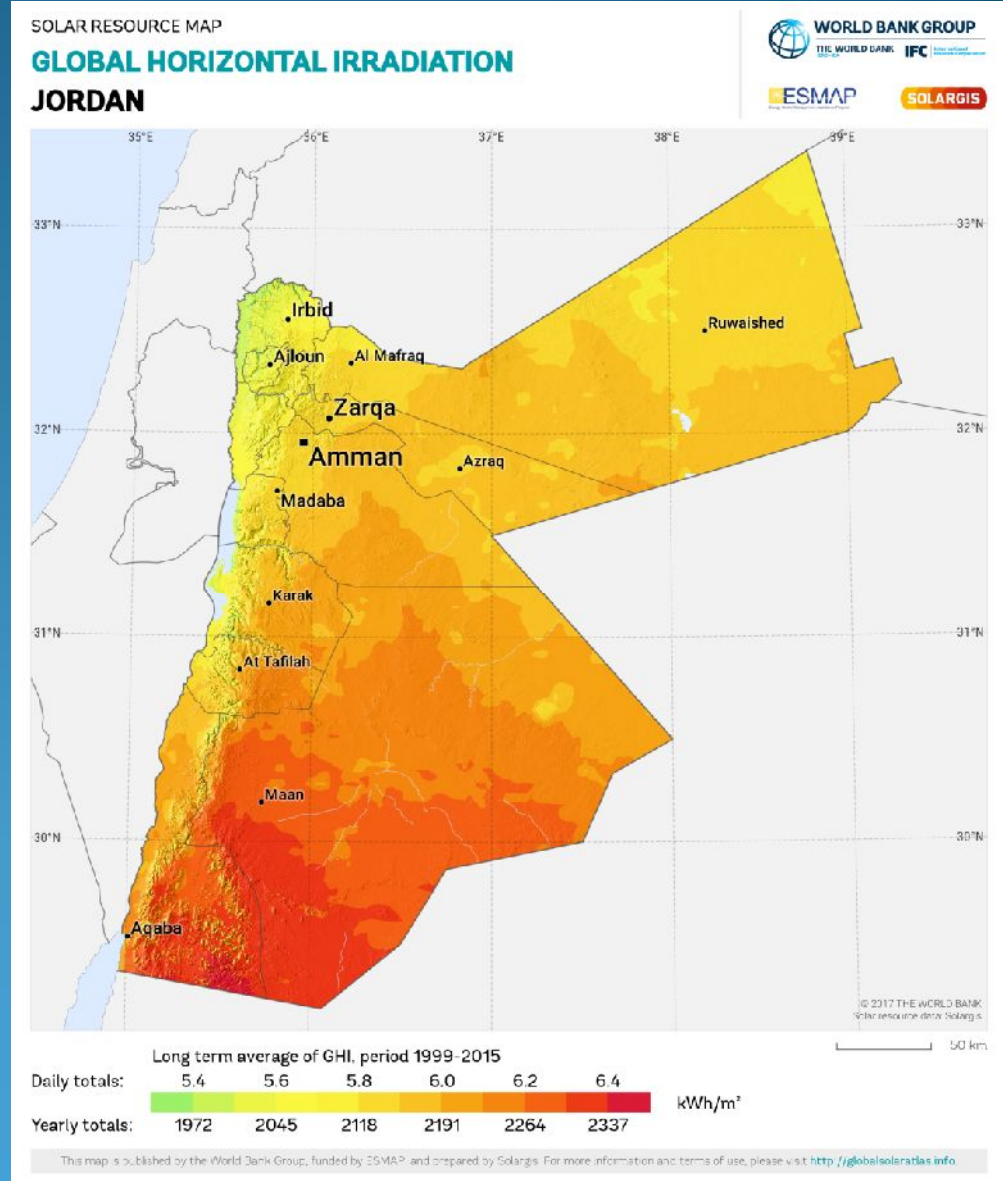 SOLAR RESOURCE MAP
GLOBAL HORIZONTAL IRRADIATION
JORDAN
WORLD BANK GROUP
THE WORLD BANK IFC
ESMAP
SOLARGIS
35°E 36°E 37°E 38°E 39°E
33°N 33°N
Irbid
Ruwaished
Ajloun
Al Mafraq
Zarqa
32°N 32°N
Amman
Azraq
Madaba
Karak
31°N 31°N
At Tafilah
Maan
30°N 30°N
Aqaba
© 2017 THE WORLD BANK
Solar resource data: Solargis
50 km
Long term average of GHI, period 1999-2015
Daily totals: 5.4 5.6 5.8 6.0 6.2 6.4
kWh/m²
Yearly totals: 1972 2045 2118 2191 2264 2337
This map is published by the World Bank Group, funded by ESMAP, and prepared by Solargis. For more information and terms of use, please visit http://globalsolaratlas.info.